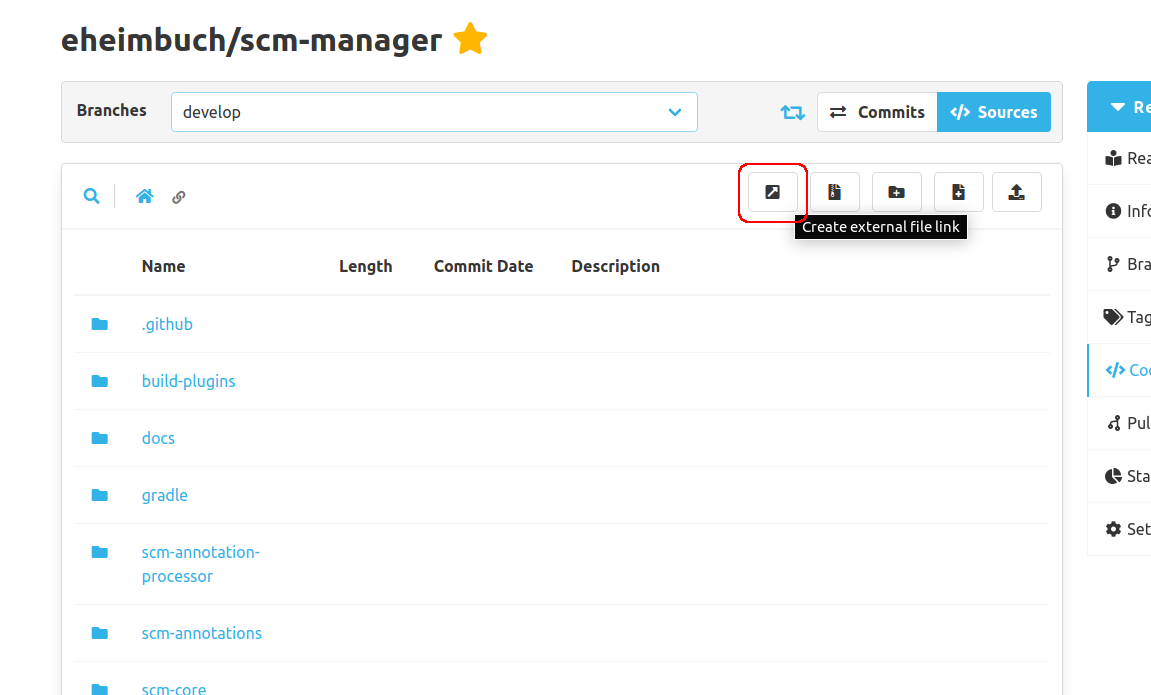 eheimbuch/scm-manager
Branches
develop
Commits
Sources
Create external file link
Name Length Commit Date Description
.github
build-plugins
docs
gradle
scm-annotation-
processor
scm-annotations
scm-core
Re
Rea
Info
Bra
Tag
Pul
Sta
Set